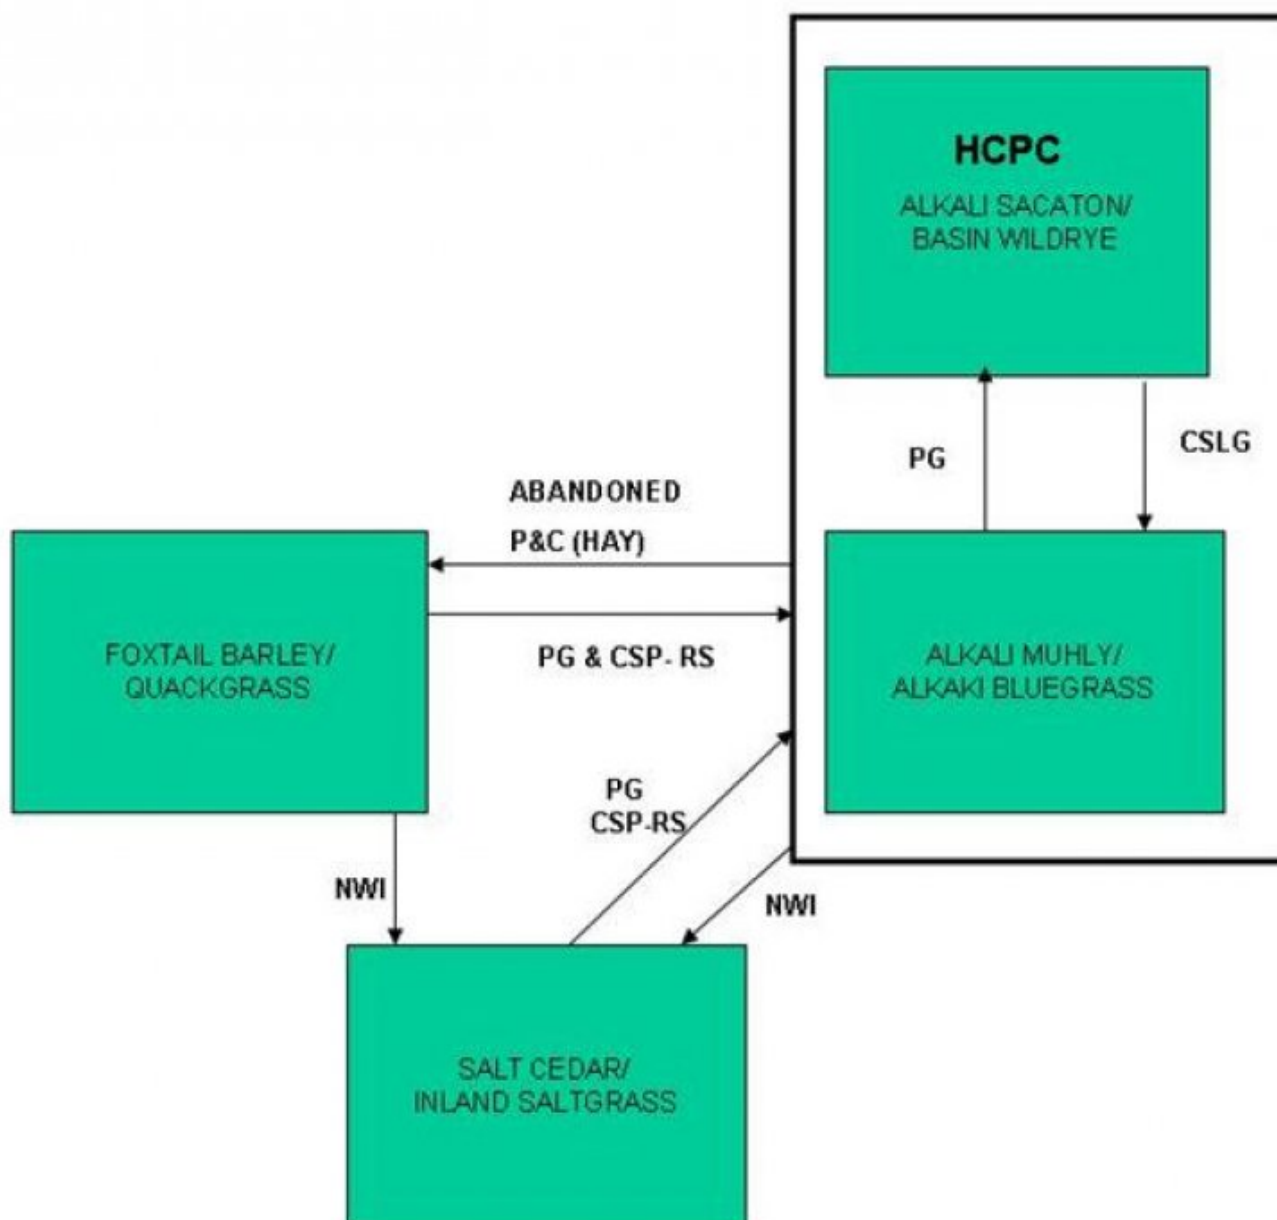 HCPC
ALKALI SACATON/
BASIN WILDRYE
PG
CSLG
ABANDONED
P&C (HAY)
FOXTAIL BARLEY/
QUACKGRASS
PG & CSP- RS
ALKALI MUHLY/
ALKAKI BLUEGRASS
PG
CSP-RS
NWI
NWI
SALT CEDAR/
INLAND SALTGRASS